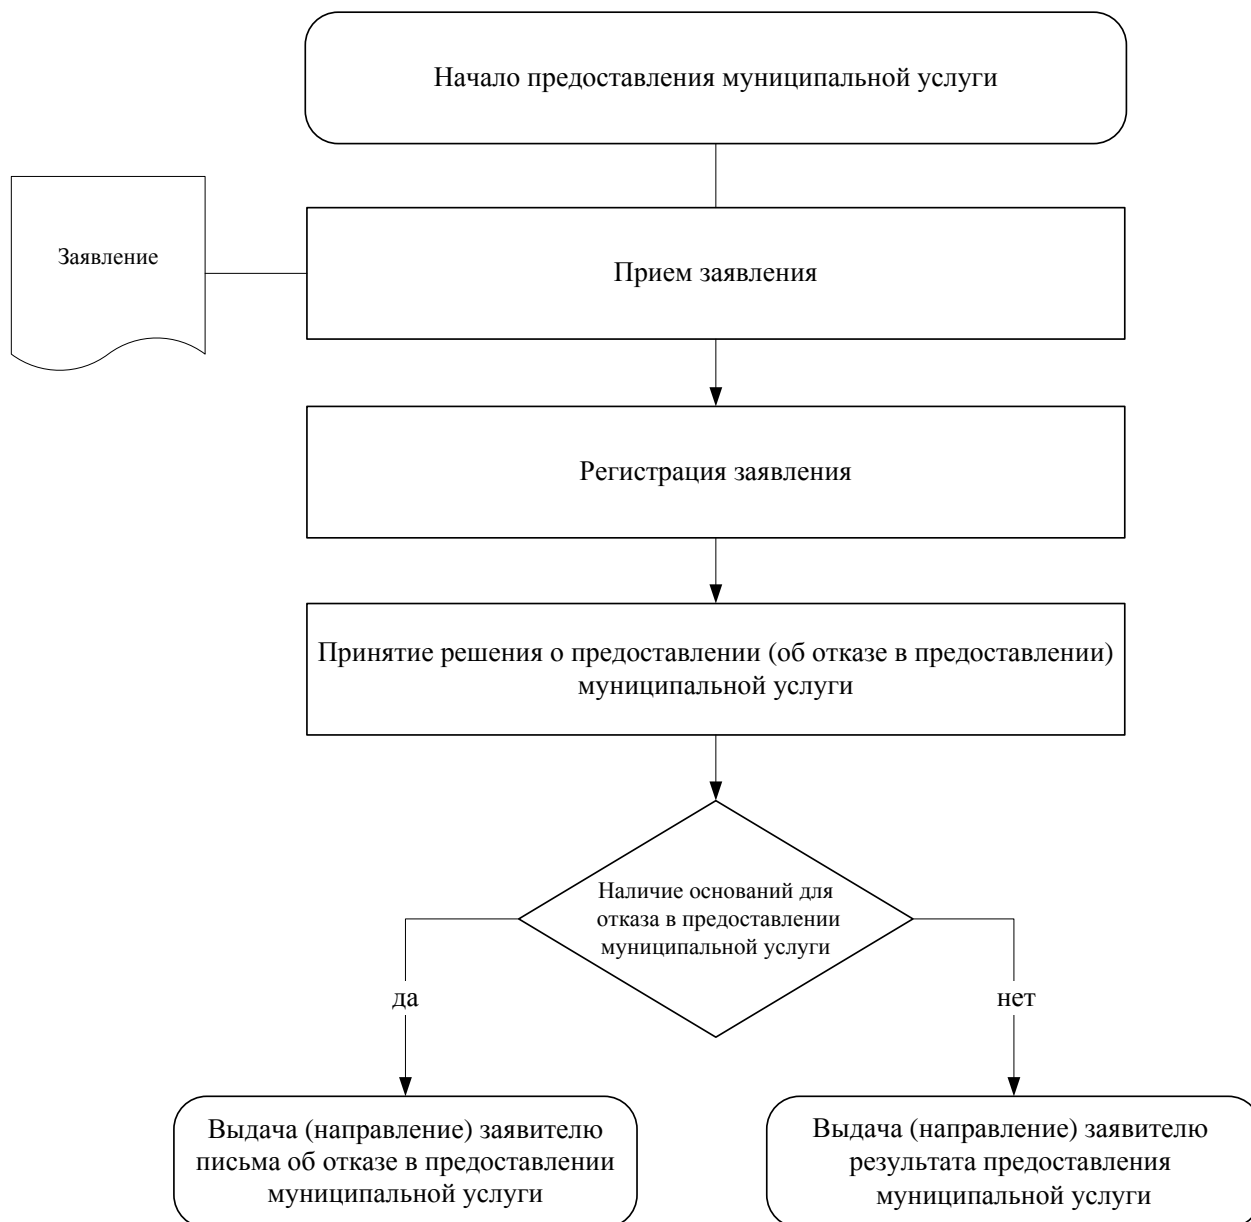 Начало предоставления муниципальной услуги
Заявление
Прием заявления
Регистрация заявления
Принятие решения о предоставлении (об отказе в предоставлении)
муниципальной услуги
Наличие оснований для
отказа в предоставлении
муниципальной услуги
да
нет
Выдача (направление) заявителю
письма об отказе в предоставлении
муниципальной услуги
Выдача (направление) заявителю
результата предоставления
муниципальной услуги